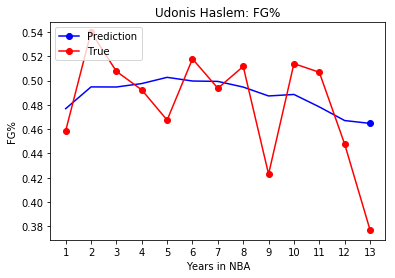 Udonis Haslem: FG%
Prediction
True
0.54
0.52
0.50
0.48
0.46
0.44
0.42
0.40
0.38
FG%
1 2 3 4 5 6 7 8 9 10 11 12 13
Years in NBA